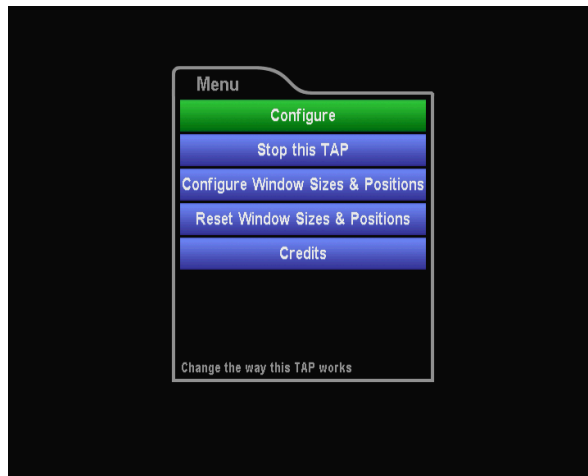 Menu
Configure
Stop this TAP
Configure Window Sizes & Positions
Reset Window Sizes & Positions
Credits
Change the way this TAP works